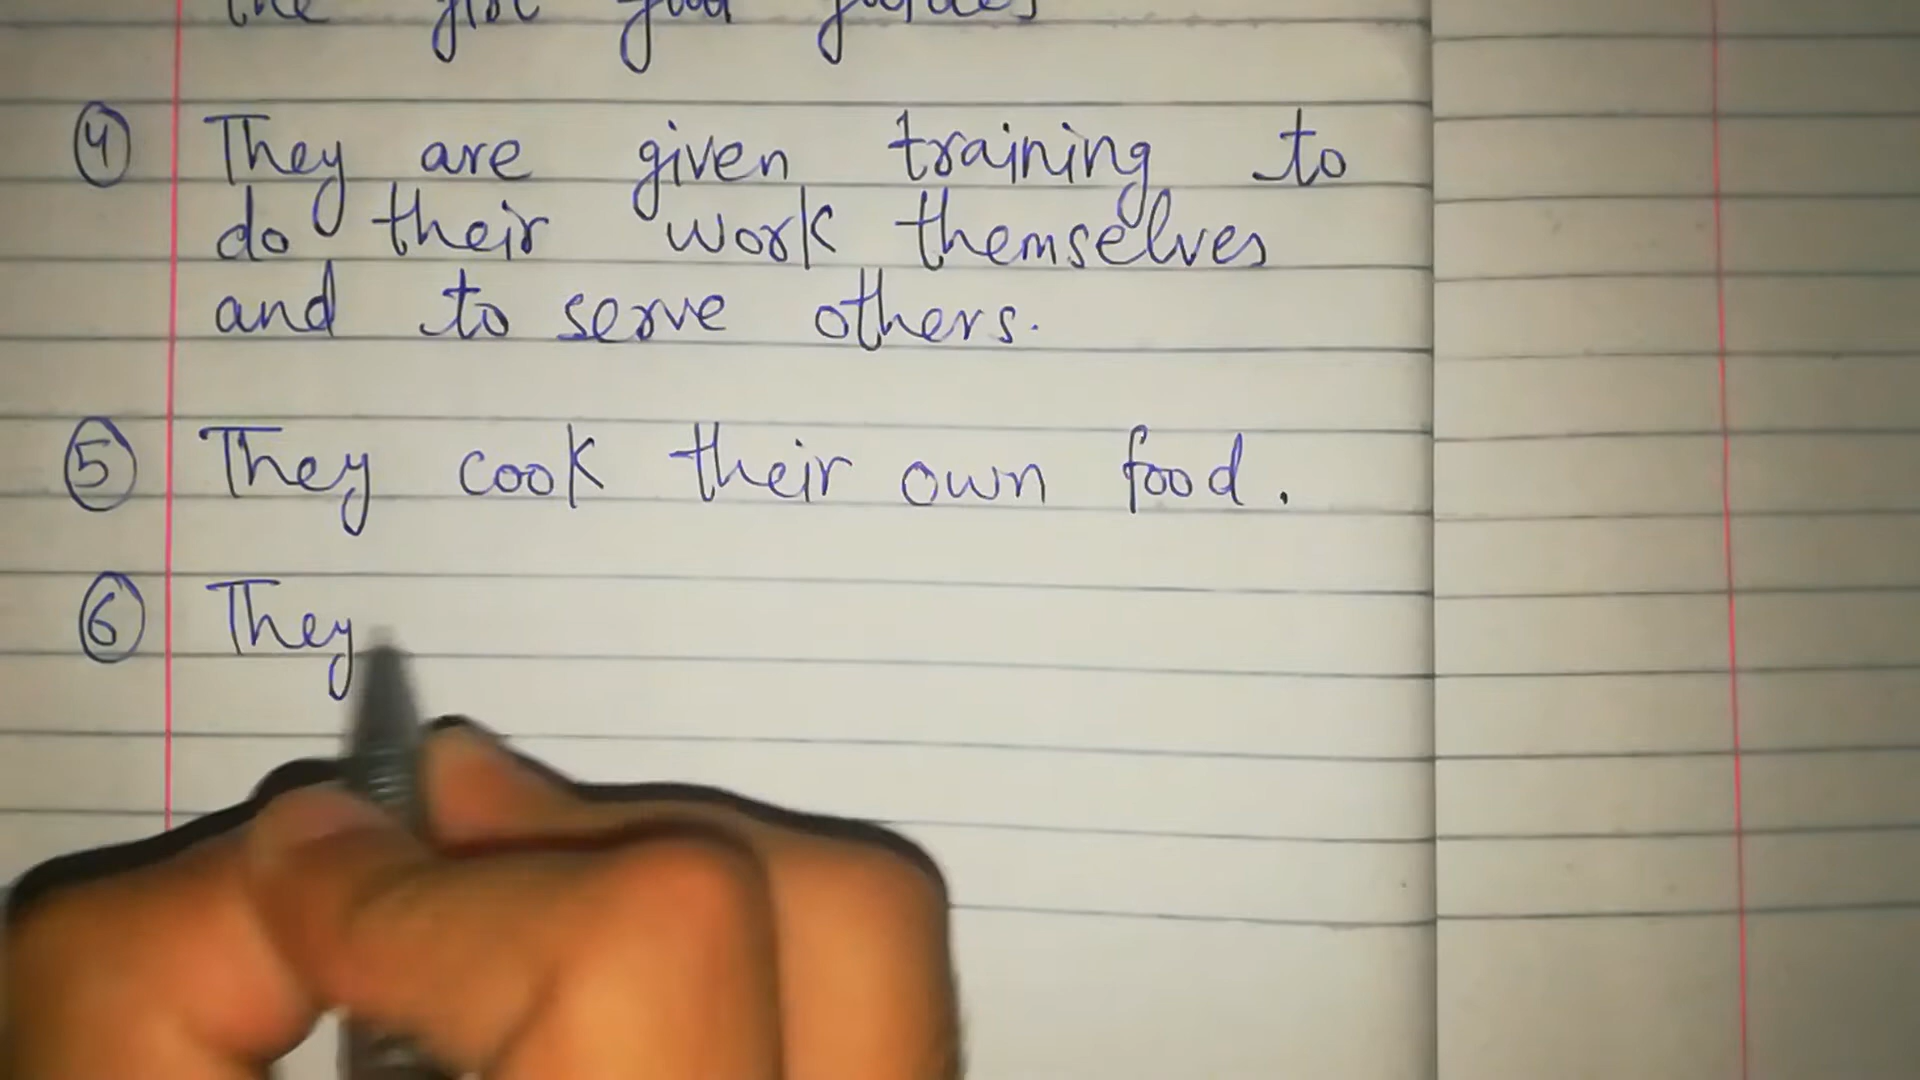 ④ They are given training to
do their work themselves
and to serve others.
⑤ They cook their own food.
⑥ They